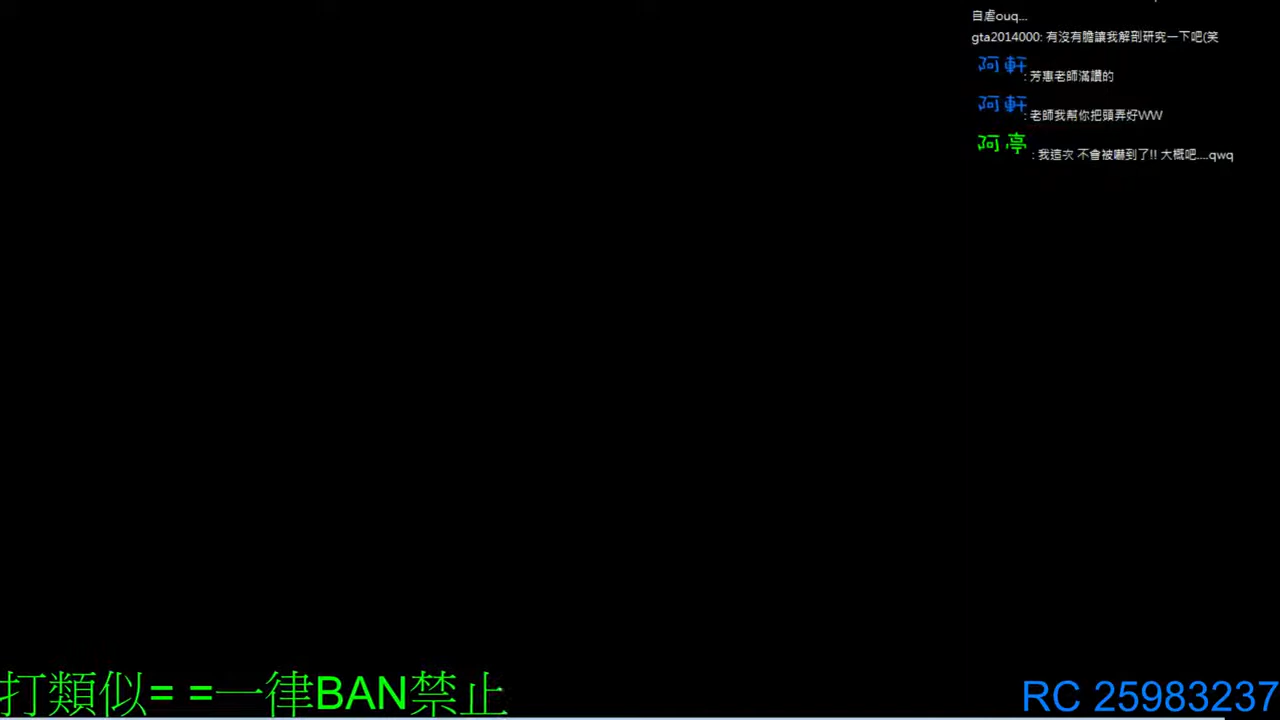 自虐ouq...
gta2014000: 有沒有膽讓我解剖研究一下吧(笑
阿軒: 芳惠老師滿讚的
阿軒: 老師我幫你把頭弄好WW
阿亭: 我這次 不會被嚇到了!! 大概吧....qwq
打類似= =一律BAN禁止
RC 25983237